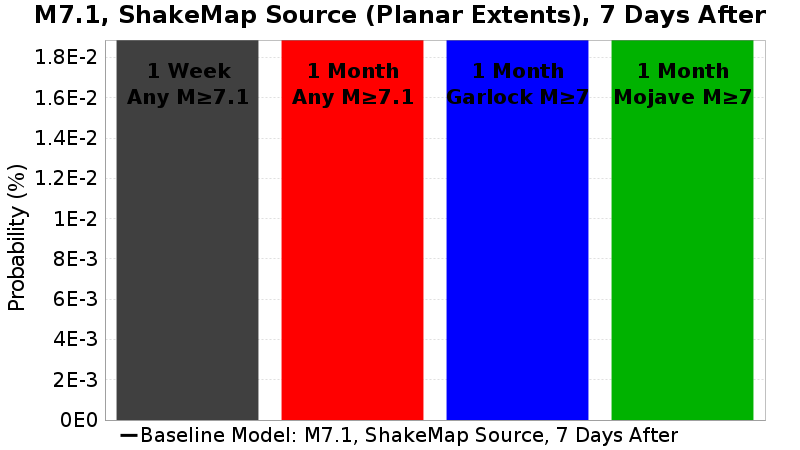 M7.1, ShakeMap Source (Planar Extents), 7 Days After
Probability (%)
1.8E-2
1.6E-2
1.4E-2
1.2E-2
1E-2
8E-3
6E-3
4E-3
2E-3
0E0
1 Week
Any M≥7.1
1 Month
Any M≥7.1
1 Month
Garlock M≥7
1 Month
Mojave M≥7
Baseline Model: M7.1, ShakeMap Source, 7 Days After